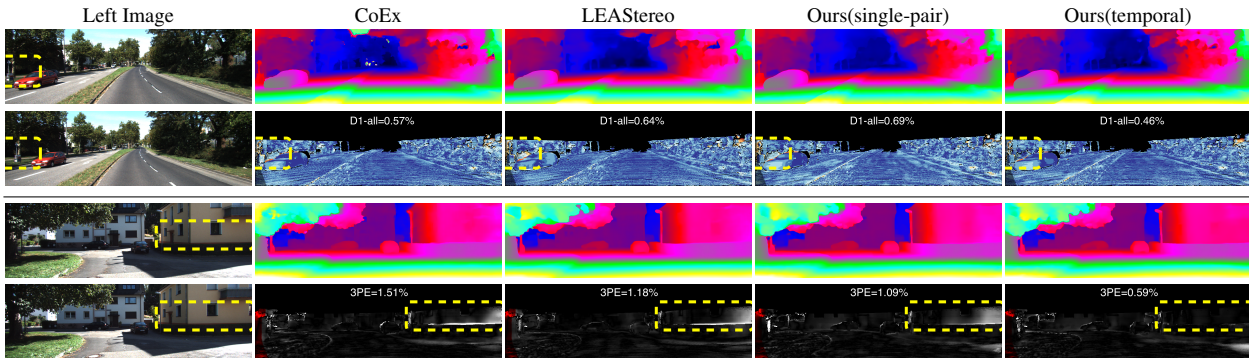 Left Image CoEx LEAStereo Ours(single-pair) Ours(temporal)
D1-all=0.57% D1-all=0.64% D1-all=0.69% D1-all=0.46%
3PE=1.51% 3PE=1.18% 3PE=1.09% 3PE=0.59%